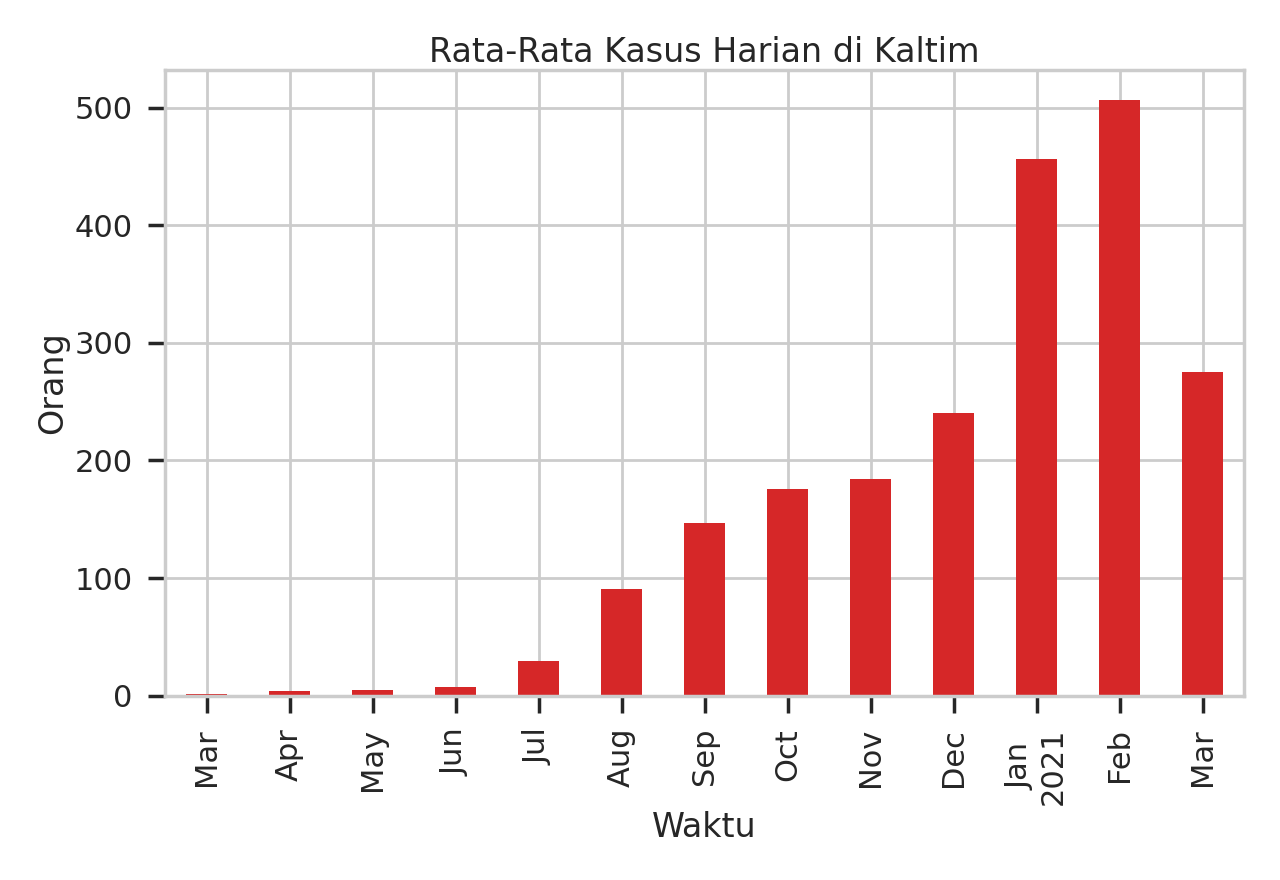 Rata-Rata Kasus Harian di Kaltim
Orang
500
400
300
200
100
0
Mar
Apr
May
Jun
Jul
Aug
Sep
Oct
Nov
Dec
Jan
2021
Feb
Mar
Waktu